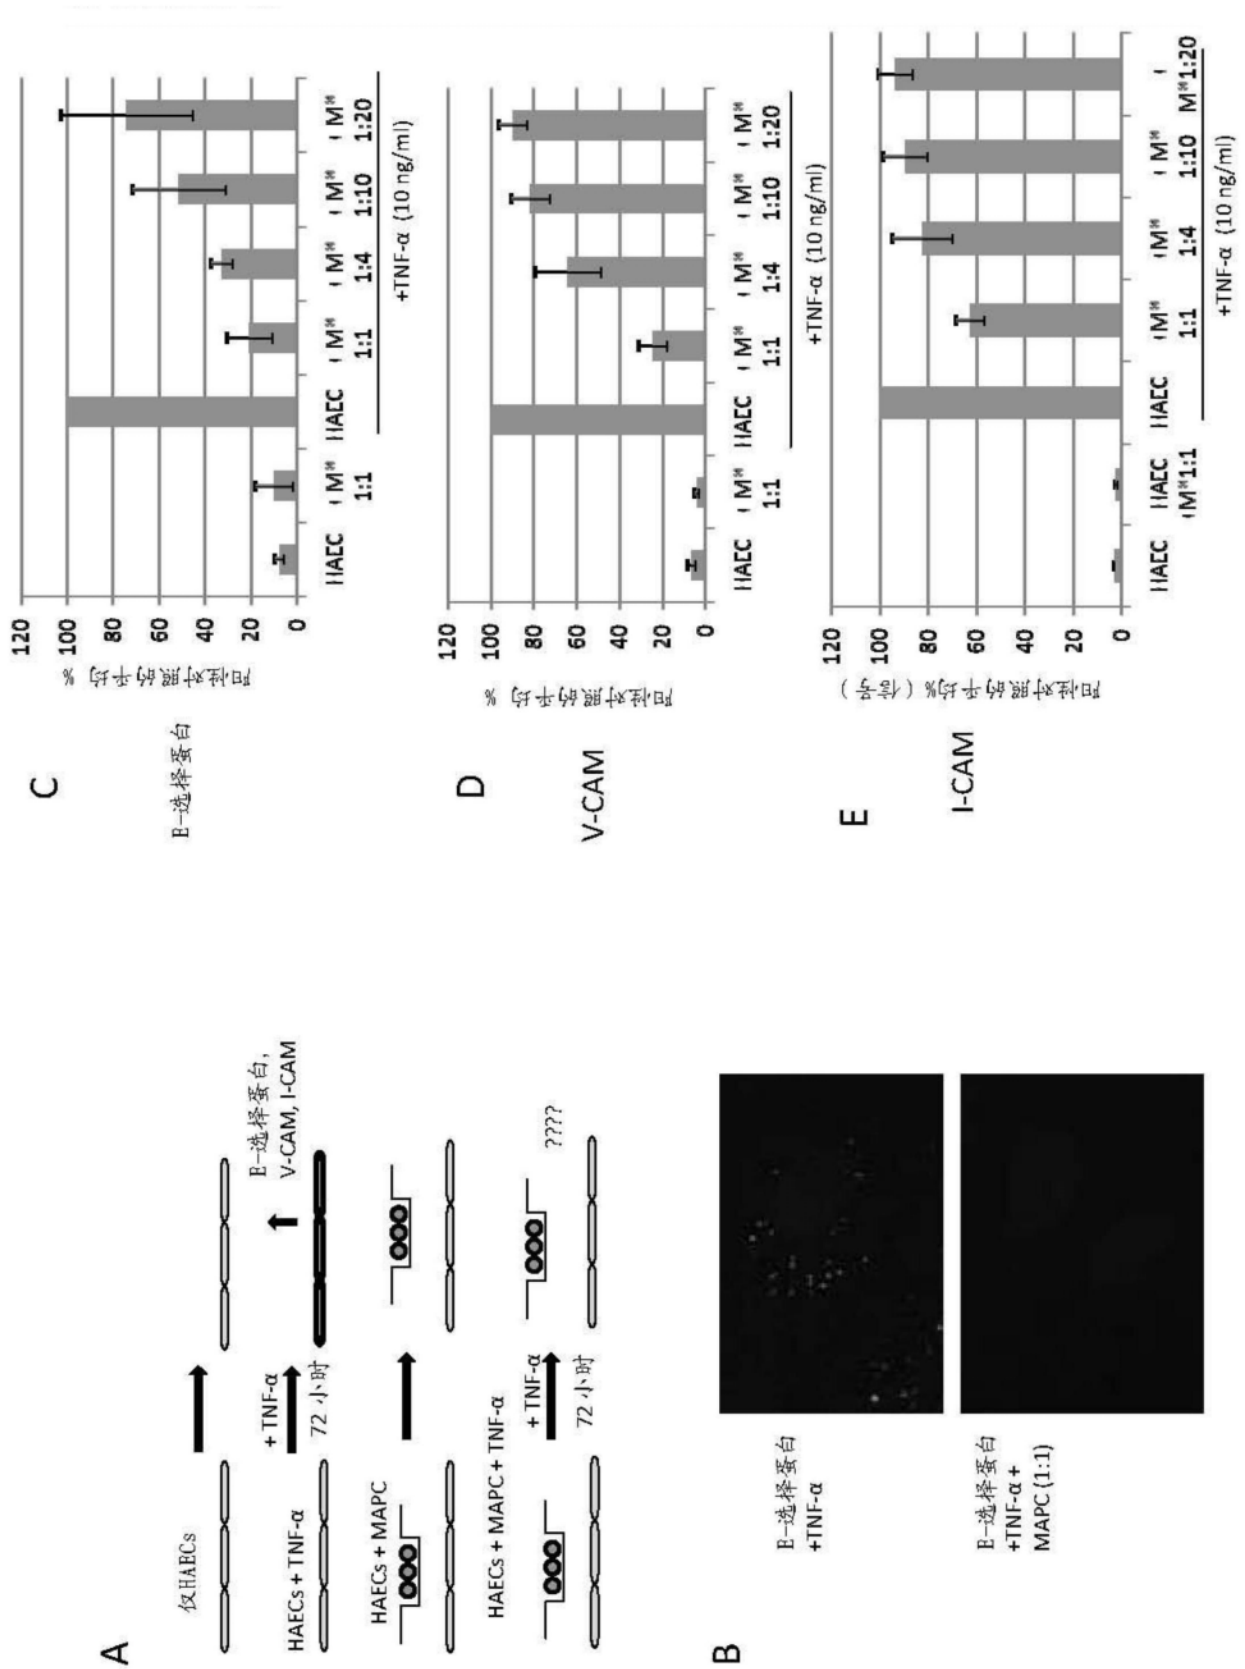 A
仅HAECs
HAECs + TNF-α
+ TNF-α
72 小时
E-选择蛋白,
V-CAM, I-CAM
HAECs + MAPC
HAECs + MAPC + TNF-α
+ TNF-α
72 小时
????
B
E-选择蛋白
+TNF-α
E-选择蛋白
+TNF-α +
MAPC (1:1)
C
E-选择蛋白
阳性对照的平均 %
120
100
80
60
40
20
0
HAEC
1:1
HAEC
1:1
1:4
1:10
1:20
+TNF-α (10 ng/ml)
D
V-CAM
阳性对照的平均 %
120
100
80
60
40
20
0
HAEC
1:1
HAEC
1:1
1:4
1:10
1:20
+TNF-α (10 ng/ml)
E
I-CAM
阳性对照的平均% (信号)
120
100
80
60
40
20
0
HAEC
HAEC
1:1
HAEC
1:1
1:4
1:10
1:20
+TNF-α (10 ng/ml)